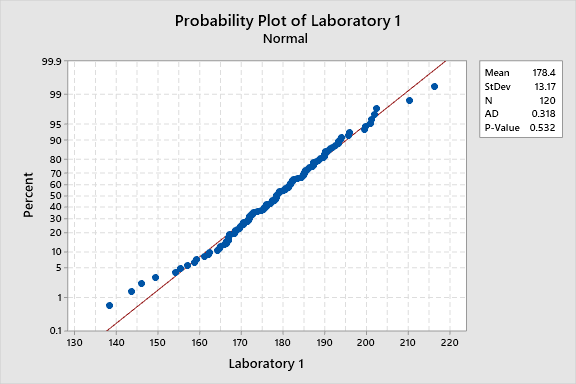 Probability Plot of Laboratory 1
Normal
99.9
99
95
90
80
70
60
50
40
30
20
10
5
1
0.1
Percent
130 140 150 160 170 180 190 200 210 220
Laboratory 1
Mean 178.4
StDev 13.17
N 120
AD 0.318
P-Value 0.532